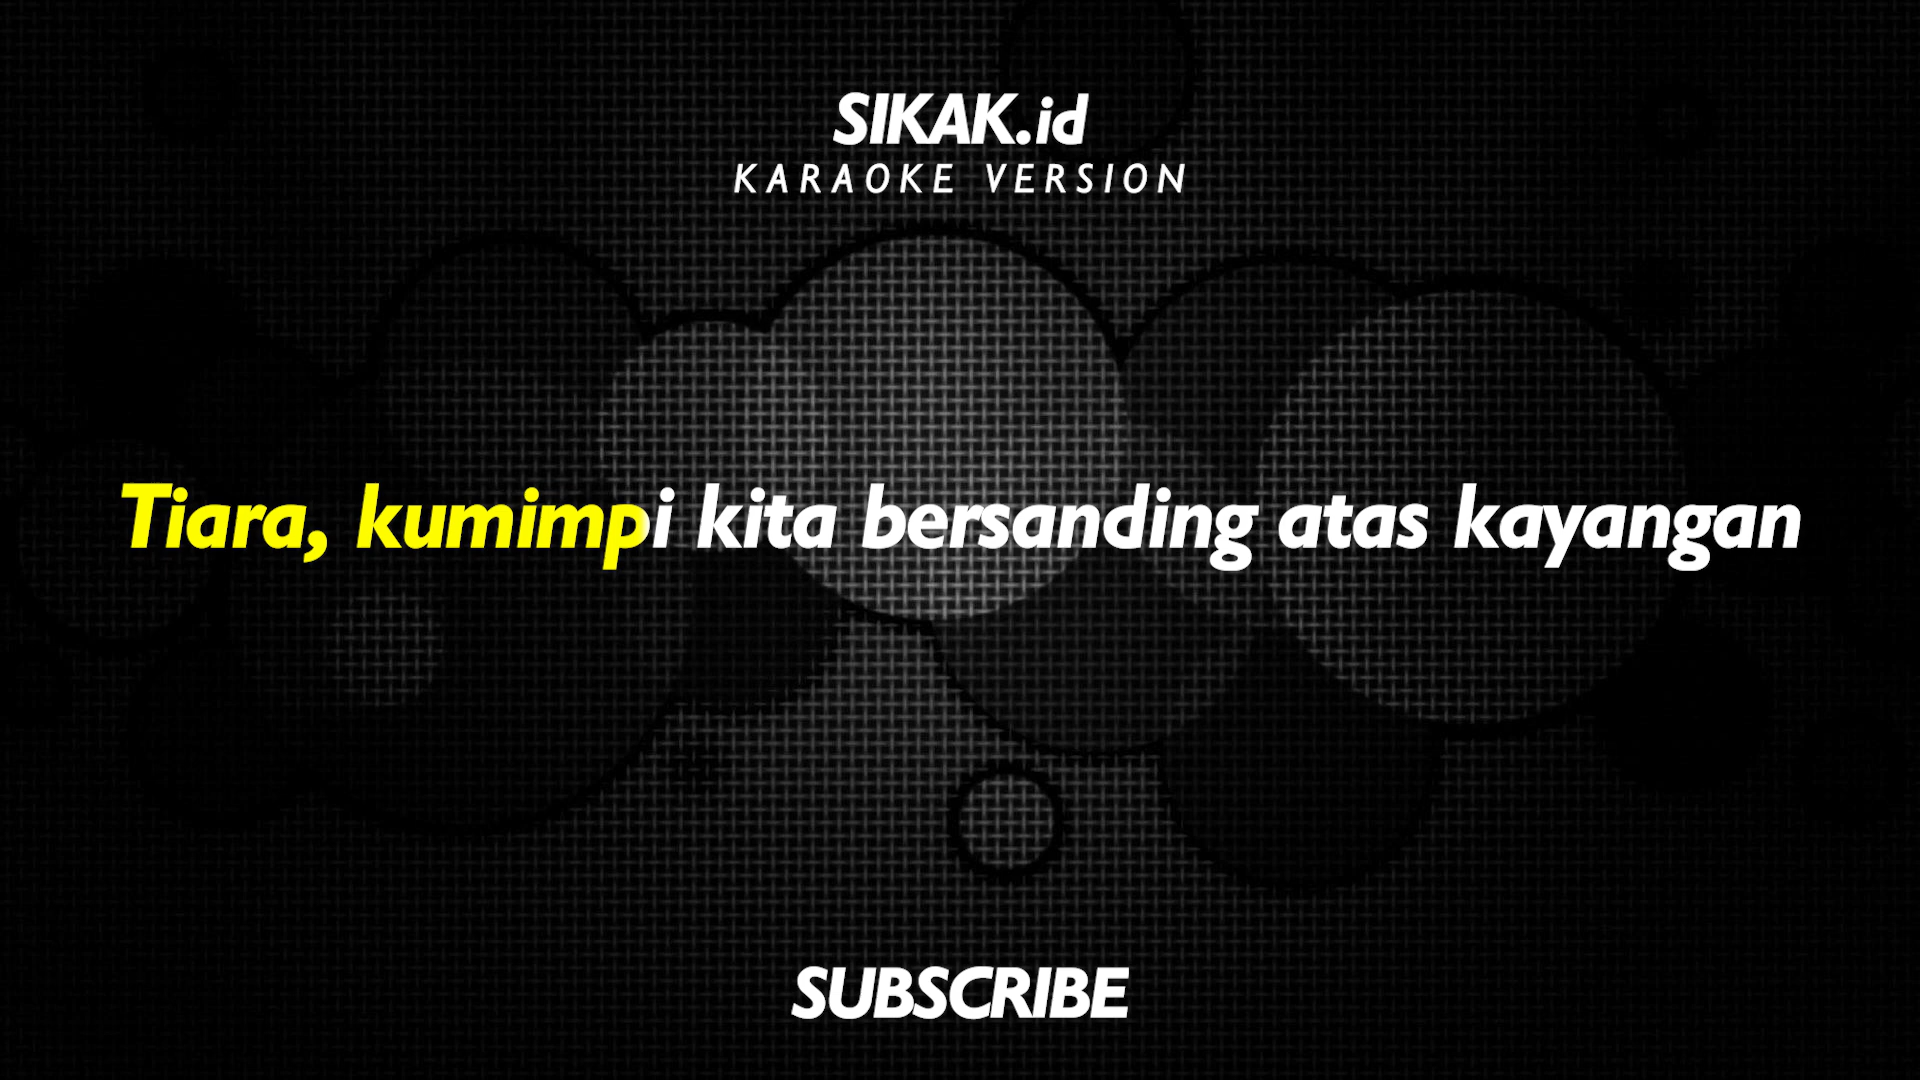 SIKAK.id
KARAOKE VERSION
Tiara, kumimpi kita bersanding atas kayangan
SUBSCRIBE